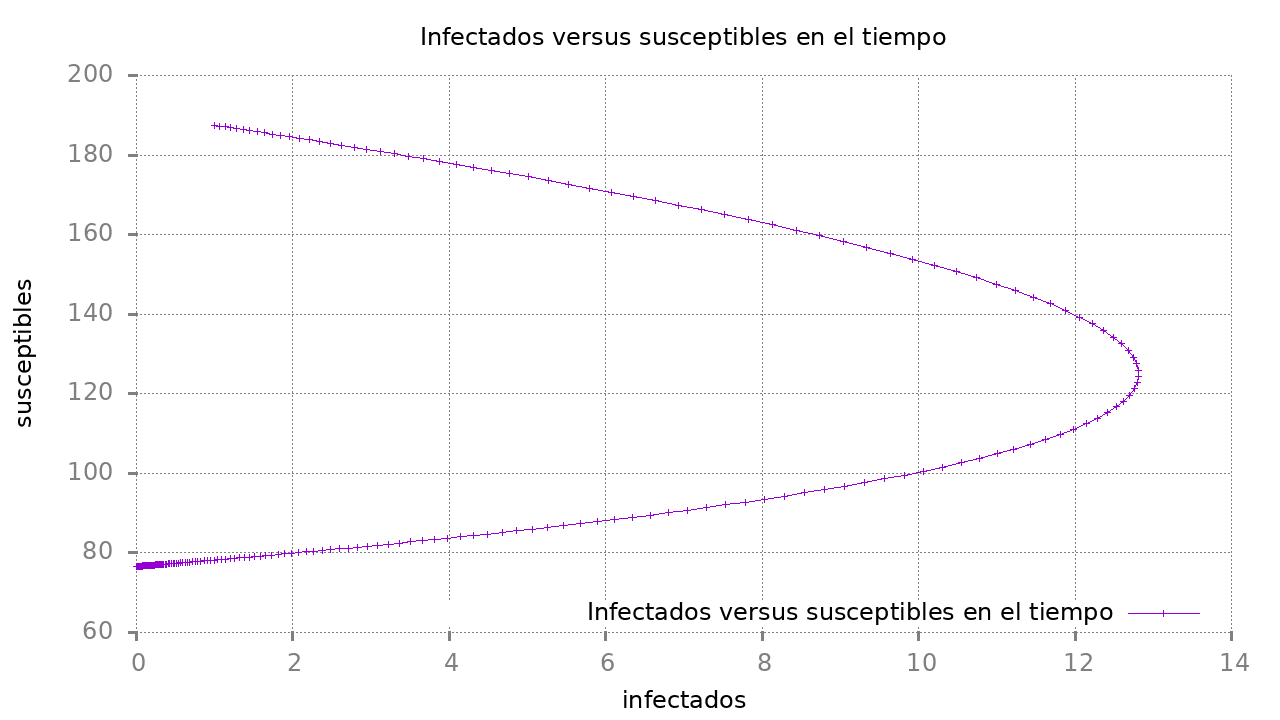 Infectados versus susceptibles en el tiempo
200
180
160
140
120
100
80
60
susceptibles
Infectados versus susceptibles en el tiempo
0 2 4 6 8 10 12 14
infectados